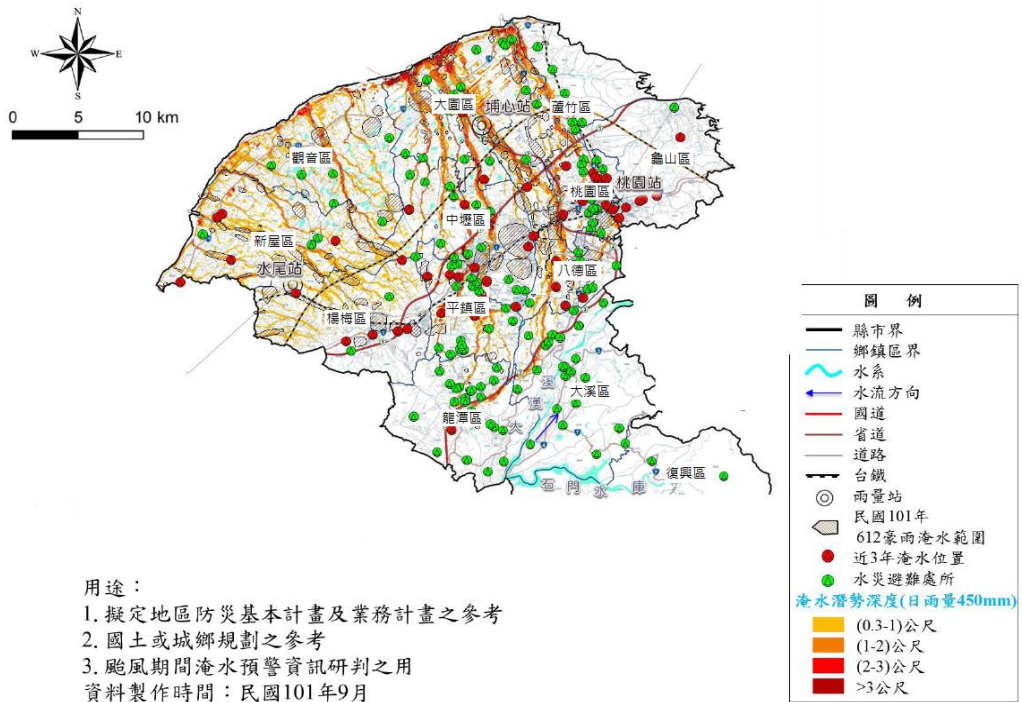 N
W
E
S
0
5
10 km
大園區
埔心站
蘆竹區
觀音區
龜山區
桃園站
桃園區
中壢區
新屋區
水尾站
八德區
楊梅區
平鎮區
龍潭區
大溪區
大
漢
溪
復興區
石門水庫
圖 例
縣市界
鄉鎮區界
水系
水流方向
國道
省道
道路
台鐵
雨量站
民國101年
612豪雨淹水範圍
近3年淹水位置
水災避難處所
淹水潛勢深度(日雨量450mm)
(0.3-1)公尺
(1-2)公尺
(2-3)公尺
>3公尺
用途：
1. 擬定地區防災基本計畫及業務計畫之參考
2. 國土或城鄉規劃之參考
3. 颱風期間淹水預警資訊研判之用
資料製作時間：民國101年9月